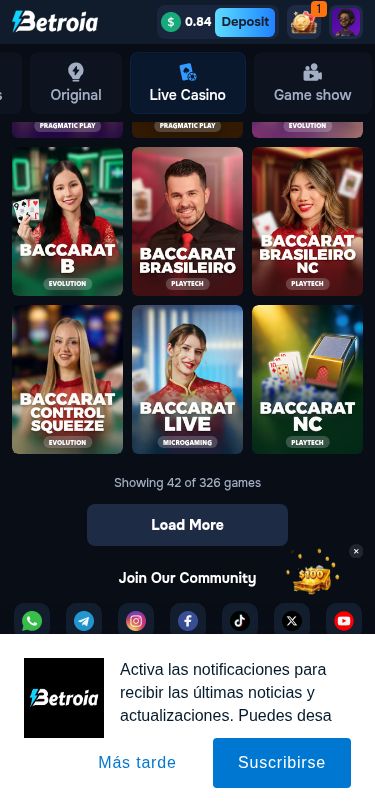 Betroia
$ 0.84 Deposit
1
s
Original
Live Casino
Game show
PRAGMATIC PLAY
PRAGMATIC PLAY
EVOLUTION
BACCARAT
B
EVOLUTION
BACCARAT
BRASILEIRO
PLAYTECH
BACCARAT
BRASILEIRO
NC
PLAYTECH
BACCARAT
CONTROL
SQUEEZE
EVOLUTION
BACCARAT
LIVE
MICROGAMING
BACCARAT
NC
PLAYTECH
Showing 42 of 326 games
Load More
Join Our Community
$100
Betroia
Activa las notificaciones para
recibir las últimas noticias y
actualizaciones. Puedes desa
Más tarde
Suscribirse